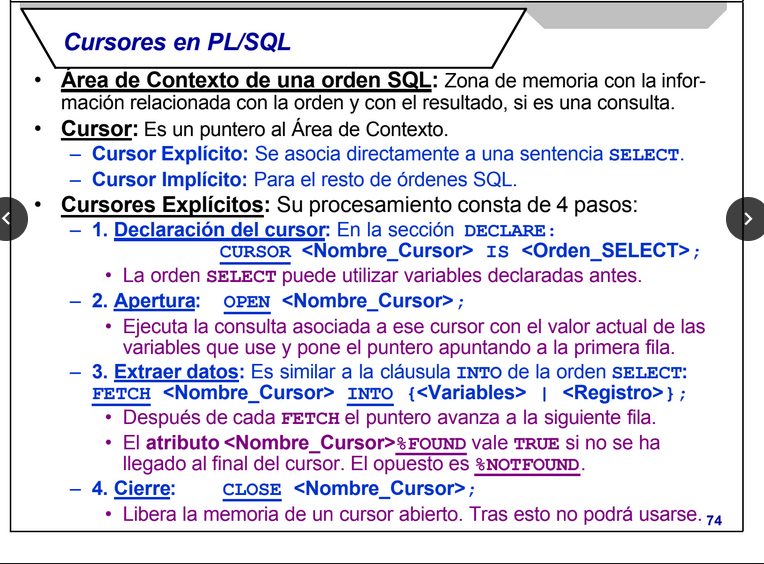 Cursores en PL/SQL
• Área de Contexto de una orden SQL: Zona de memoria con la infor-
mación relacionada con la orden y con el resultado, si es una consulta.
• Cursor: Es un puntero al Área de Contexto.
– Cursor Explícito: Se asocia directamente a una sentencia SELECT.
– Cursor Implícito: Para el resto de órdenes SQL.
• Cursores Explícitos: Su procesamiento consta de 4 pasos:
– 1. Declaración del cursor: En la sección DECLARE:
CURSOR <Nombre_Cursor> IS <Orden_SELECT>;
• La orden SELECT puede utilizar variables declaradas antes.
– 2. Apertura: OPEN <Nombre_Cursor>;
• Ejecuta la consulta asociada a ese cursor con el valor actual de las
variables que use y pone el puntero apuntando a la primera fila.
– 3. Extraer datos: Es similar a la cláusula INTO de la orden SELECT:
FETCH <Nombre_Cursor> INTO {<Variables> | <Registro>};
• Después de cada FETCH el puntero avanza a la siguiente fila.
• El atributo <Nombre_Cursor>%FOUND vale TRUE si no se ha
llegado al final del cursor. El opuesto es %NOTFOUND.
– 4. Cierre: CLOSE <Nombre_Cursor>;
• Libera la memoria de un cursor abierto. Tras esto no podrá usarse.
74